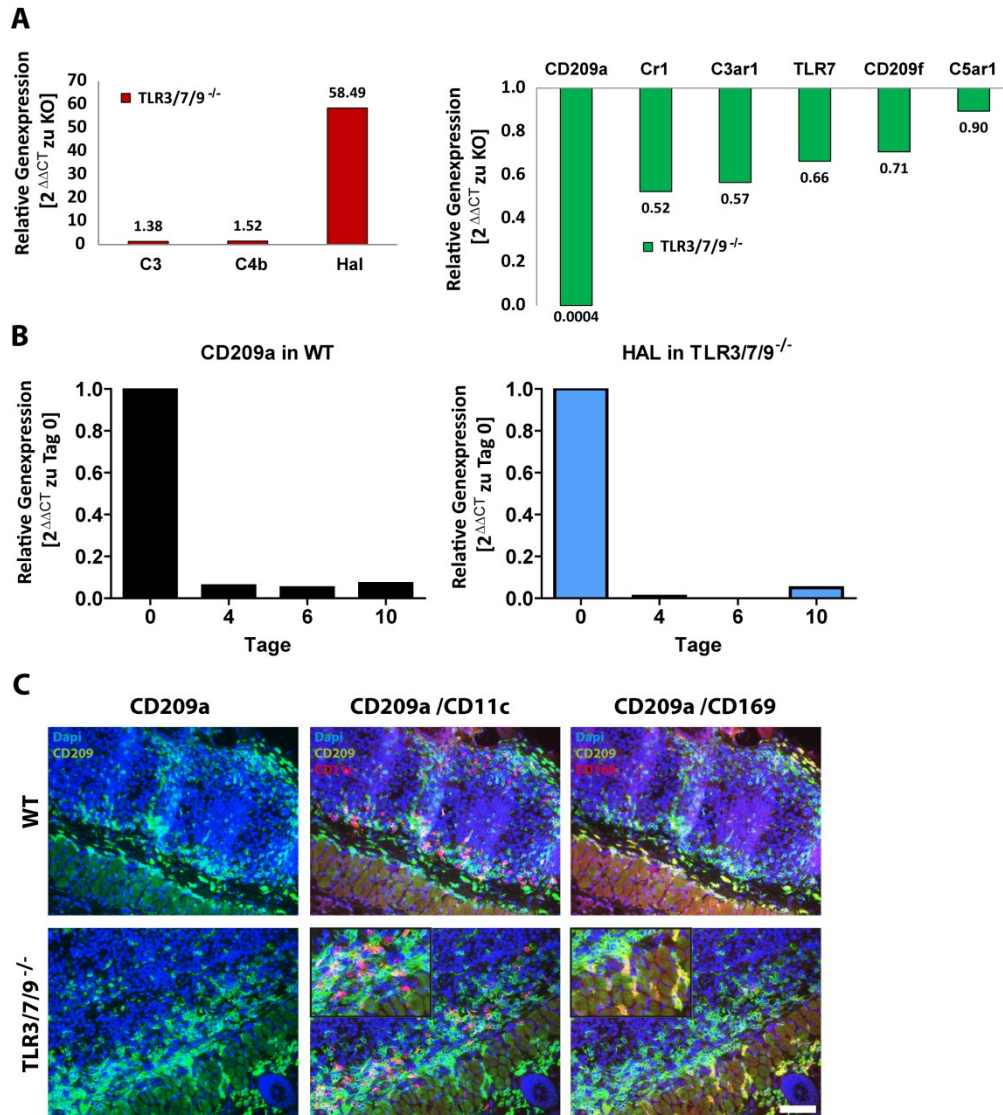 A
Relative Genexpression
[2^ΔΔCT zu KO]
70
60
50
40
30
20
10
0
TLR3/7/9 -/-
1.38
1.52
58.49
C3
C4b
Hal
Relative Genexpression
[2^ΔΔCT zu KO]
CD209a
Cr1
C3ar1
TLR7
CD209f
C5ar1
1.0
0.8
0.6
0.4
0.2
0.0
0.0004
0.52
0.57
0.66
0.71
0.90
TLR3/7/9 -/-
B
CD209a in WT
Relative Genexpression
[2^ΔΔCT zu Tag 0]
1.0
0.8
0.6
0.4
0.2
0.0
0
4
6
10
Tage
HAL in TLR3/7/9 -/-
Relative Genexpression
[2^ΔΔCT zu Tag 0]
1.0
0.8
0.6
0.4
0.2
0.0
0
4
6
10
Tage
C
CD209a
CD209a /CD11c
CD209a /CD169
WT
Dapi
CD209
Dapi
CD209
CD11c
Dapi
CD209
TLR3/7/9 -/-